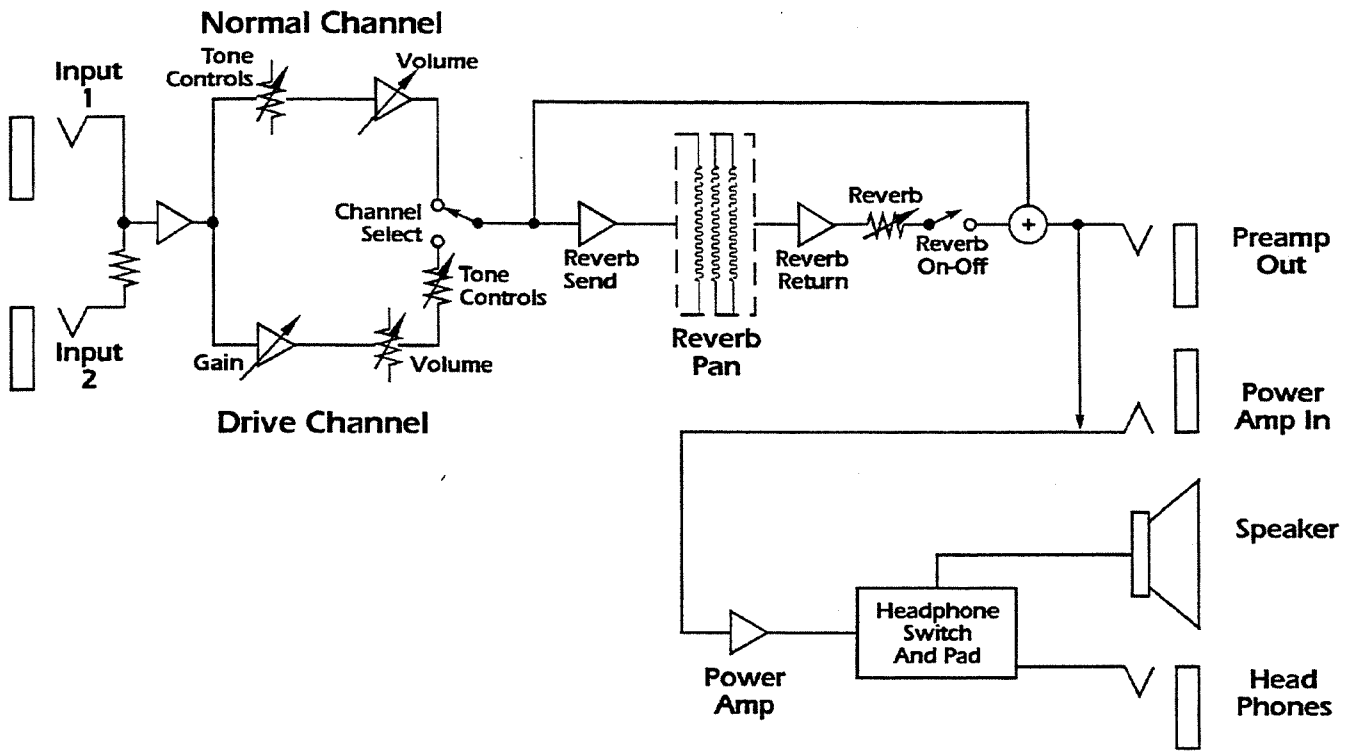 Normal Channel
Input
1
Tone
Controls
Volume
Channel
Select
Tone
Controls
Gain
Volume
Input
2
Drive Channel
Reverb
Send
Reverb
Pan
Reverb
Return
Reverb
Reverb
On-Off
+
Preamp
Out
Power
Amp In
Speaker
Power
Amp
Headphone
Switch
And Pad
Head
Phones